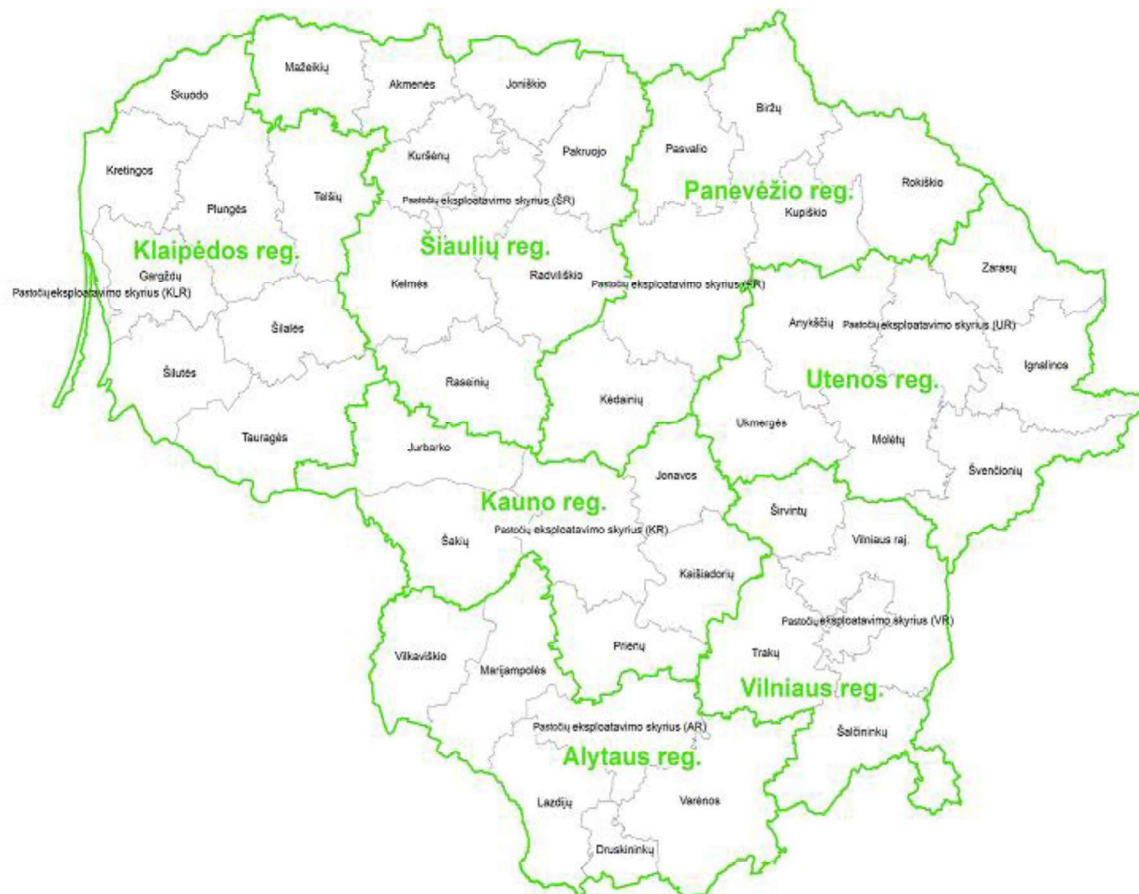 Mažeikių
Akmenės
Joniškio
Skuodo
Biržų
Kuršėnų
Pakruojo
Pasvalio
Kretingos
Telšių
Rokiškio
Plungės
Pastočių eksploatavimo skyrius (ŠR)
Panevėžio reg.
Kupiškio
Klaipėdos reg.
Šiaulių reg.
Gargždų
Pastočių eksploatavimo skyrius (KLR)
Kelmės
Radviliškio
Pastočių eksploatavimo skyrius (PR)
Zarasų
Anykščių
Pastočių eksploatavimo skyrius (UR)
Šilalės
Ignalinos
Šilutės
Raseinių
Utenos reg.
Kėdainių
Ukmergės
Tauragės
Molėtų
Jurbarko
Švenčionių
Jonavos
Kauno reg.
Širvintų
Pastočių eksploatavimo skyrius (KR)
Šakių
Vilniaus raj.
Kaišiadorių
Pastočių eksploatavimo skyrius (VR)
Prienų
Trakų
Vilkaviškio
Marijampolės
Vilniaus reg.
Pastočių eksploatavimo skyrius (AR)
Šalčininkų
Alytaus reg.
Lazdijų
Varėnos
Druskininkų